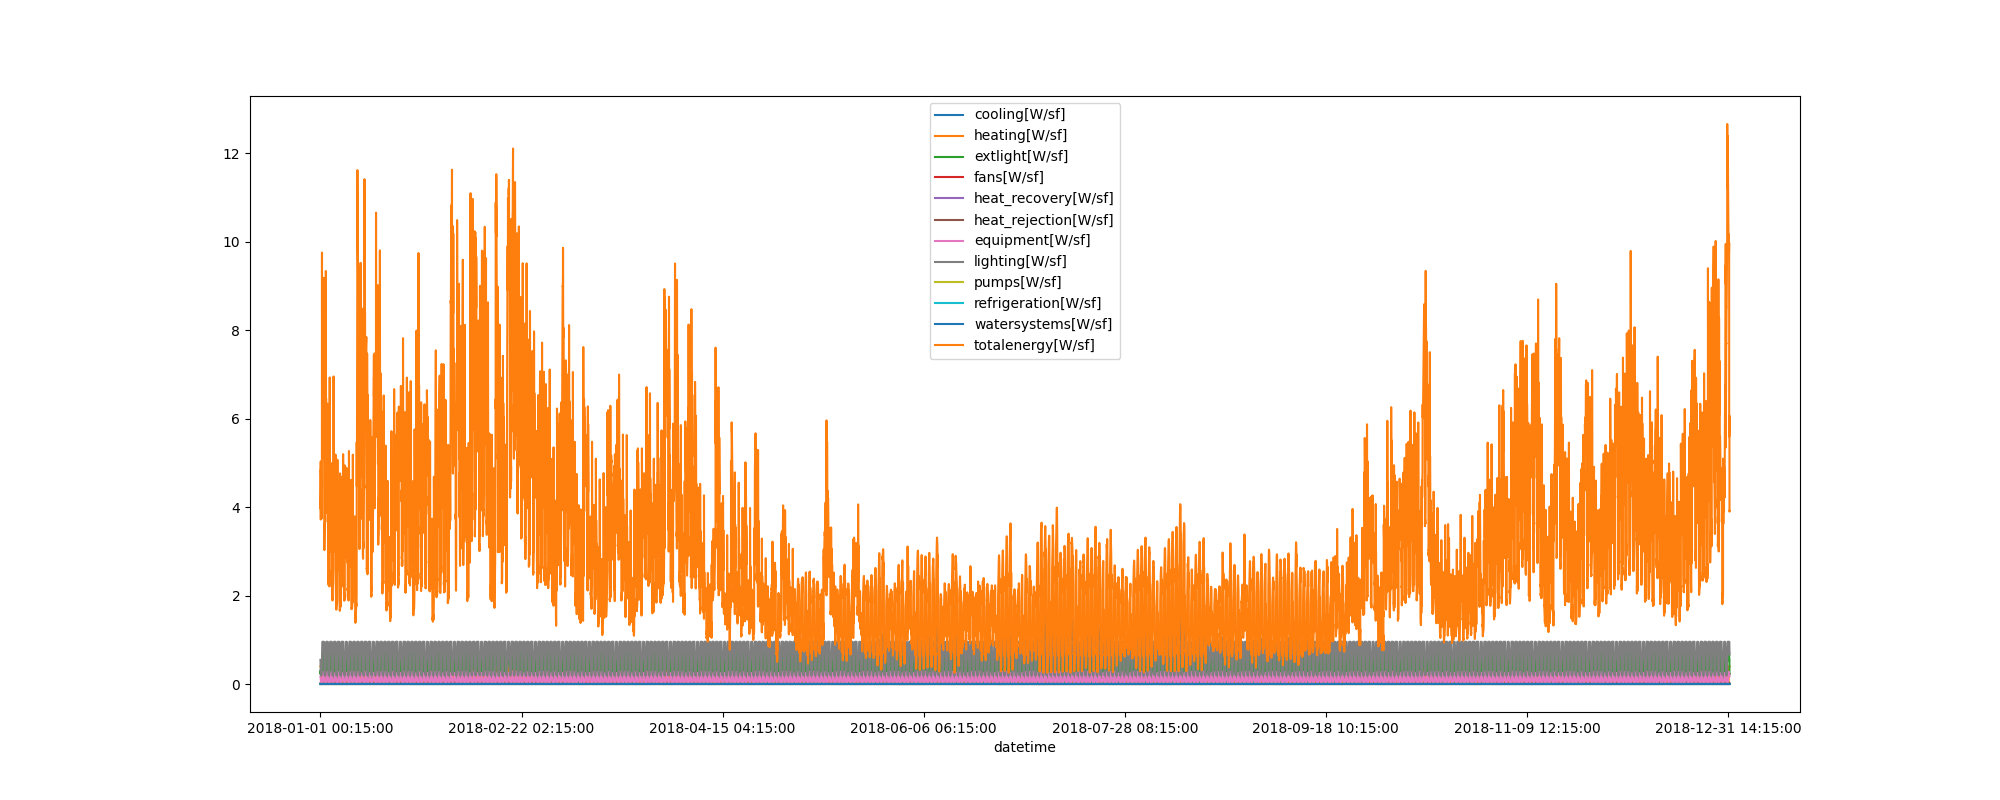 cooling[W/sf]
heating[W/sf]
extlight[W/sf]
fans[W/sf]
heat_recovery[W/sf]
heat_rejection[W/sf]
equipment[W/sf]
lighting[W/sf]
pumps[W/sf]
refrigeration[W/sf]
watersystems[W/sf]
totalenergy[W/sf]
12
10
8
6
4
2
0
2018-01-01 00:15:00 2018-02-22 02:15:00 2018-04-15 04:15:00 2018-06-06 06:15:00 2018-07-28 08:15:00 2018-09-18 10:15:00 2018-11-09 12:15:00 2018-12-31 14:15:00
datetime